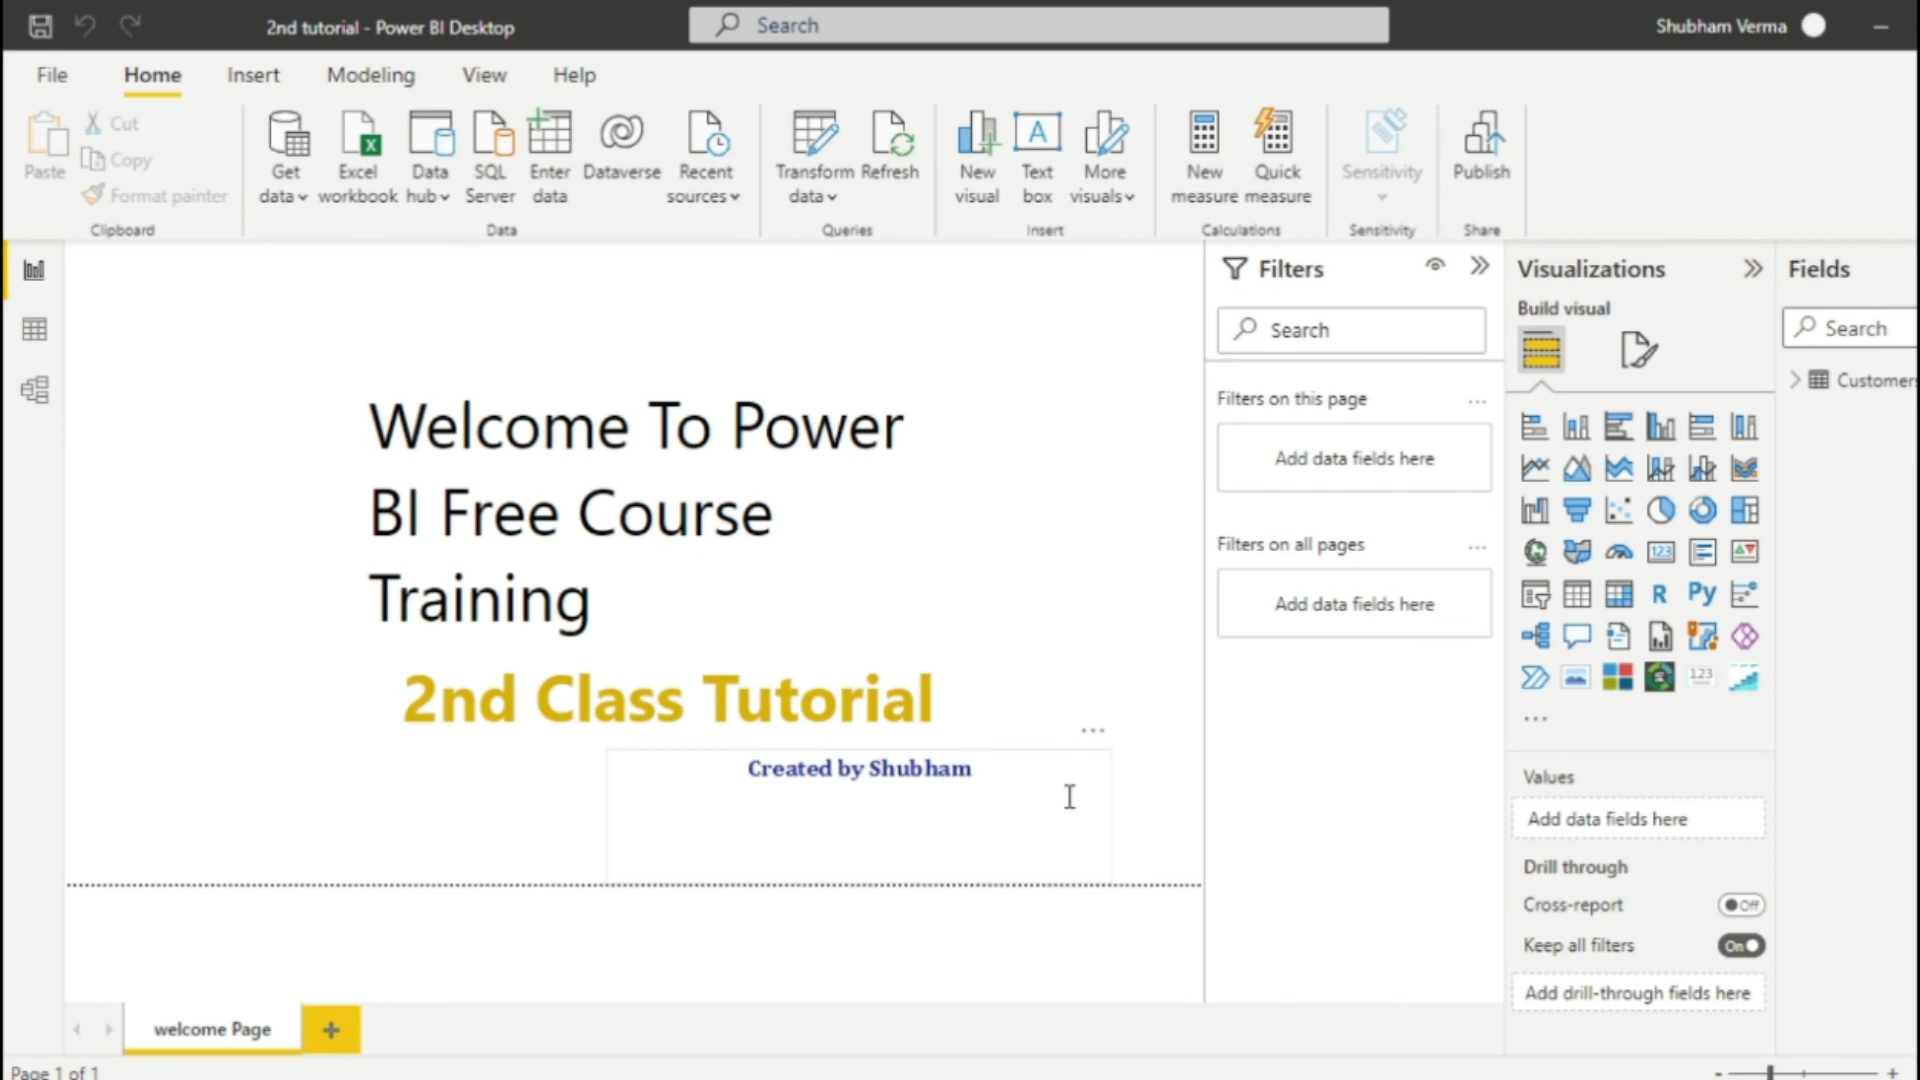 2nd tutorial - Power BI Desktop
Search
Shubham Verma
File
Home
Insert
Modeling
View
Help
Paste
Cut
Copy
Format painter
Clipboard
Get data
Excel workbook
Data hub
SQL Server
Enter data
Dataverse
Recent sources
Data
Transform data
Refresh
Queries
New visual
Text box
More visuals
Insert
New measure
Quick measure
Calculations
Sensitivity
Sensitivity
Publish
Share
Welcome To Power
BI Free Course
Training
2nd Class Tutorial
Created by Shubham
Filters
Search
Filters on this page
Add data fields here
Filters on all pages
Add data fields here
Visualizations
Build visual
123
R
Py
123
Values
Add data fields here
Drill through
Cross-report
Off
Keep all filters
On
Add drill-through fields here
Fields
Search
Customers
welcome Page
Page 1 of 1